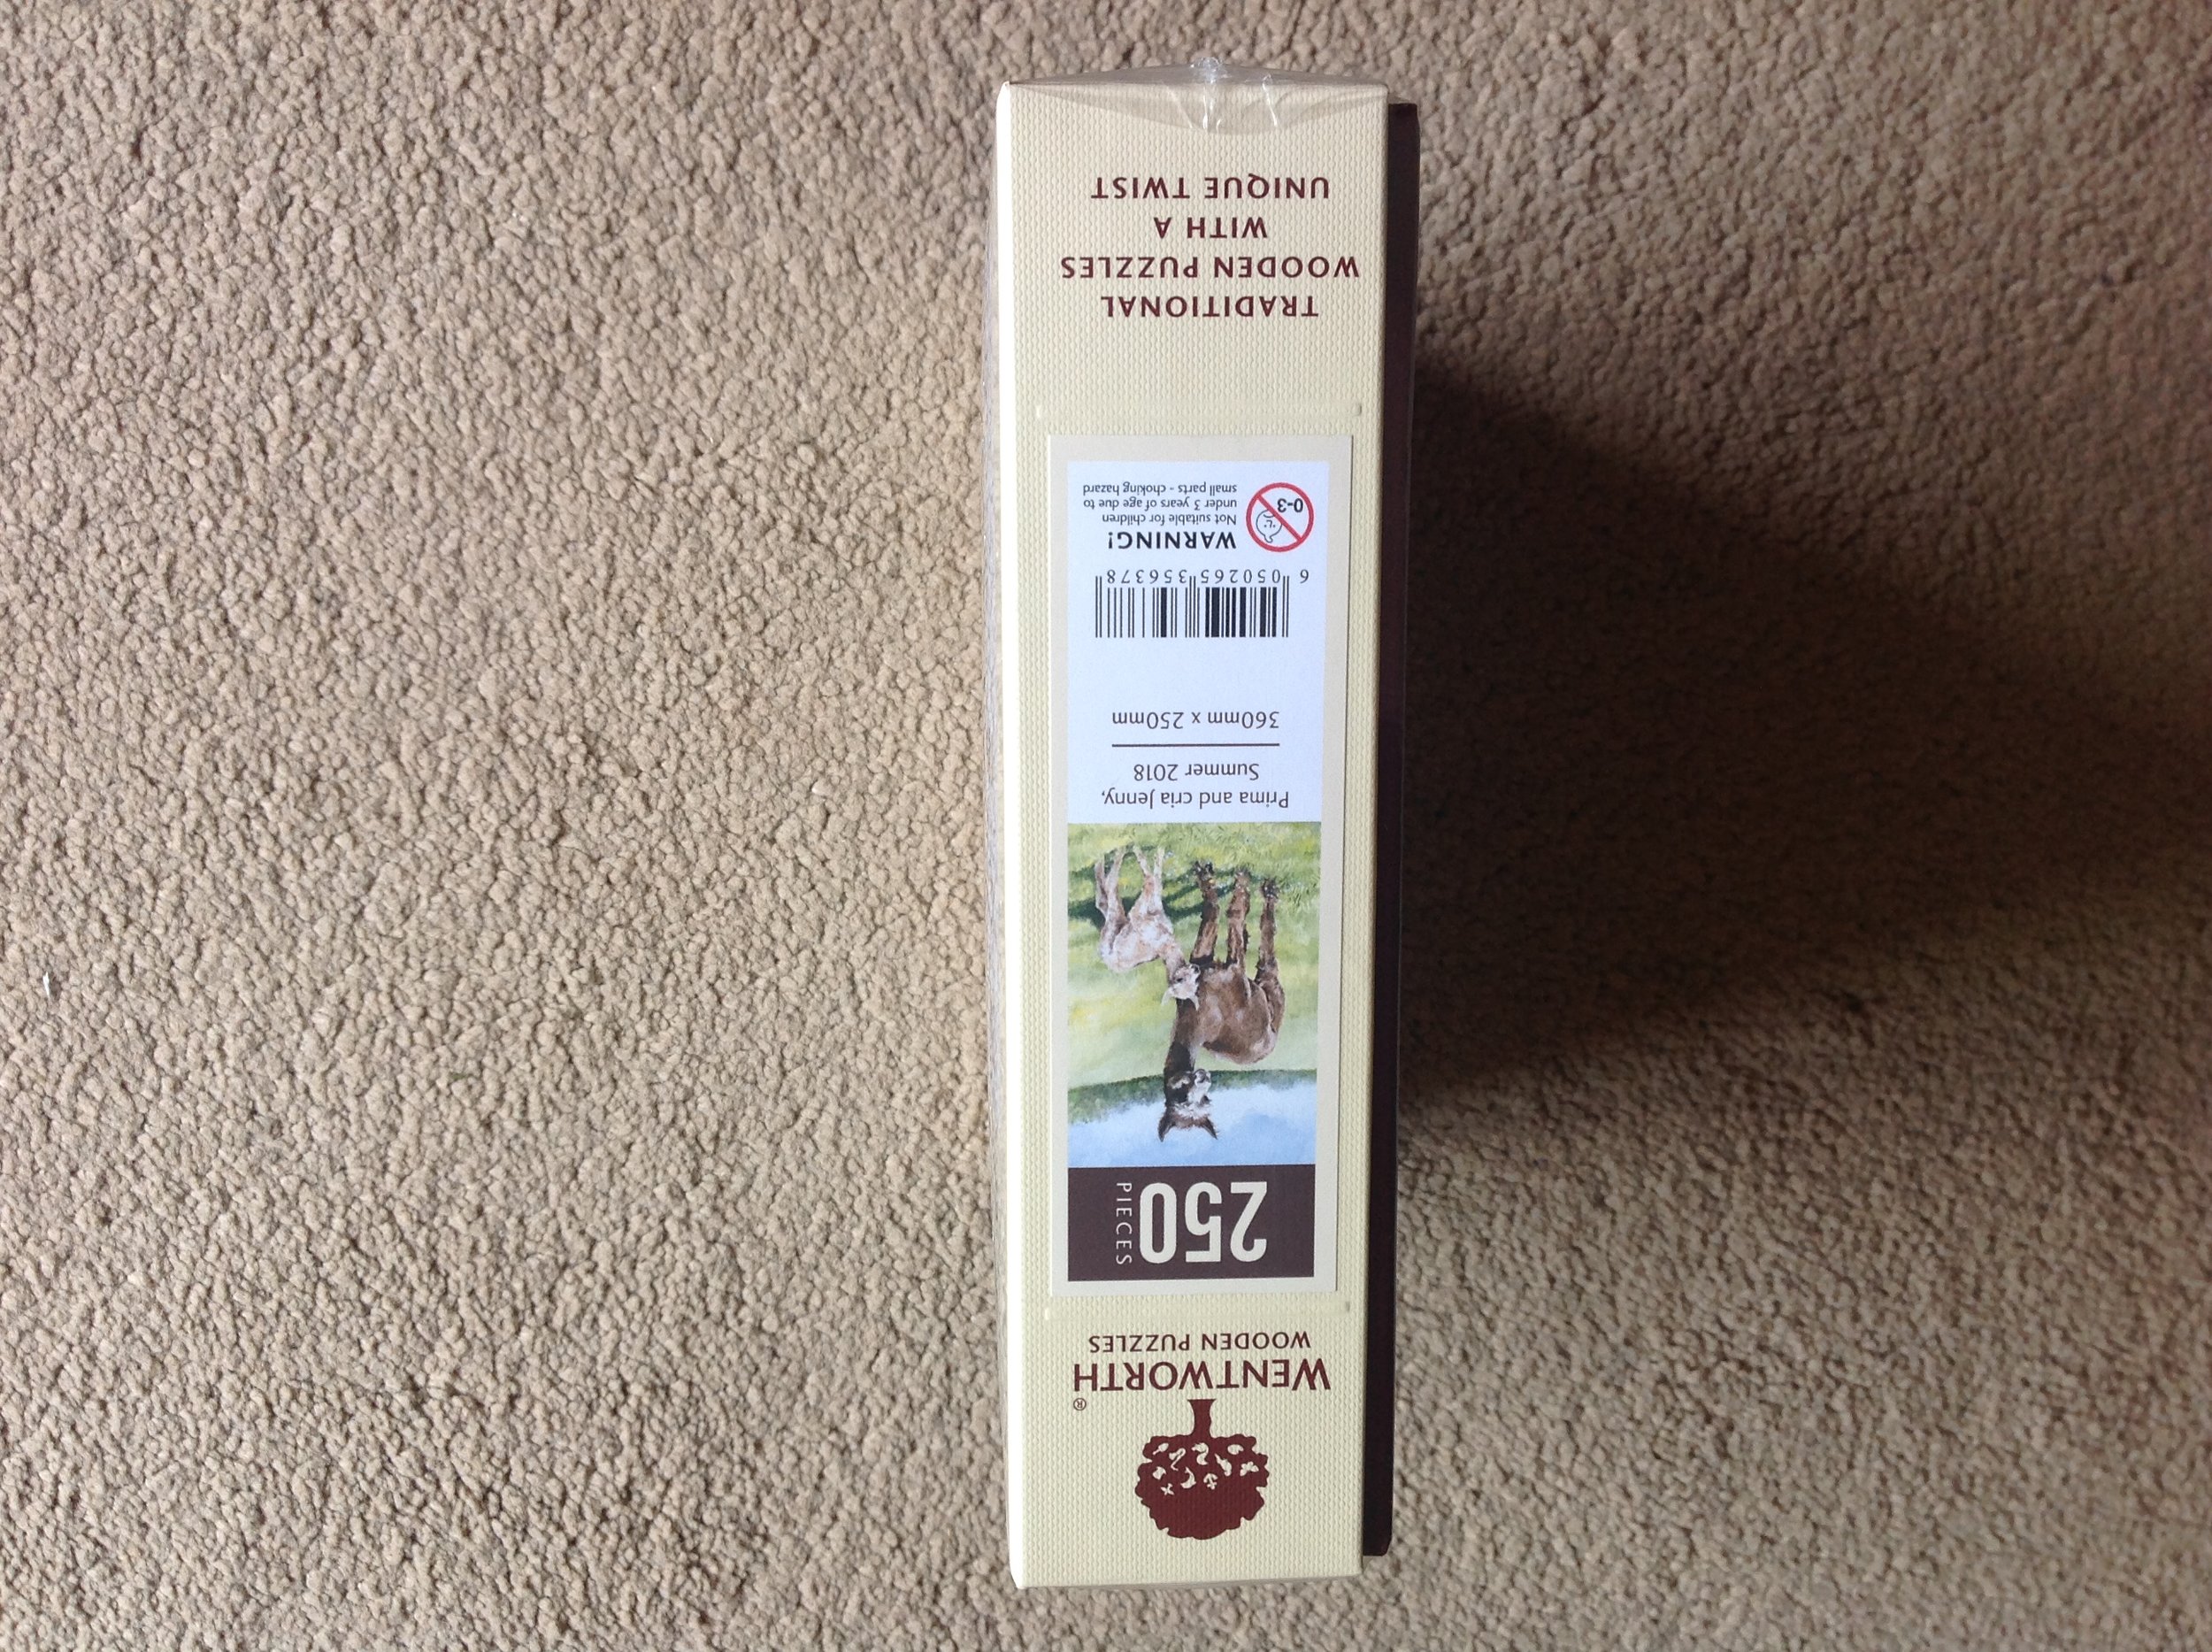 ®
WENTWORTH
WOODEN PUZZLES
250
PIECES
Prima and cria Jenny,
Summer 2018
360mm x 250mm
6 050265 356378
WARNING!
Not suitable for children
under 3 years of age due to
small parts - choking hazard
0-3
TRADITIONAL
WOODEN PUZZLES
WITH A
UNIQUE TWIST